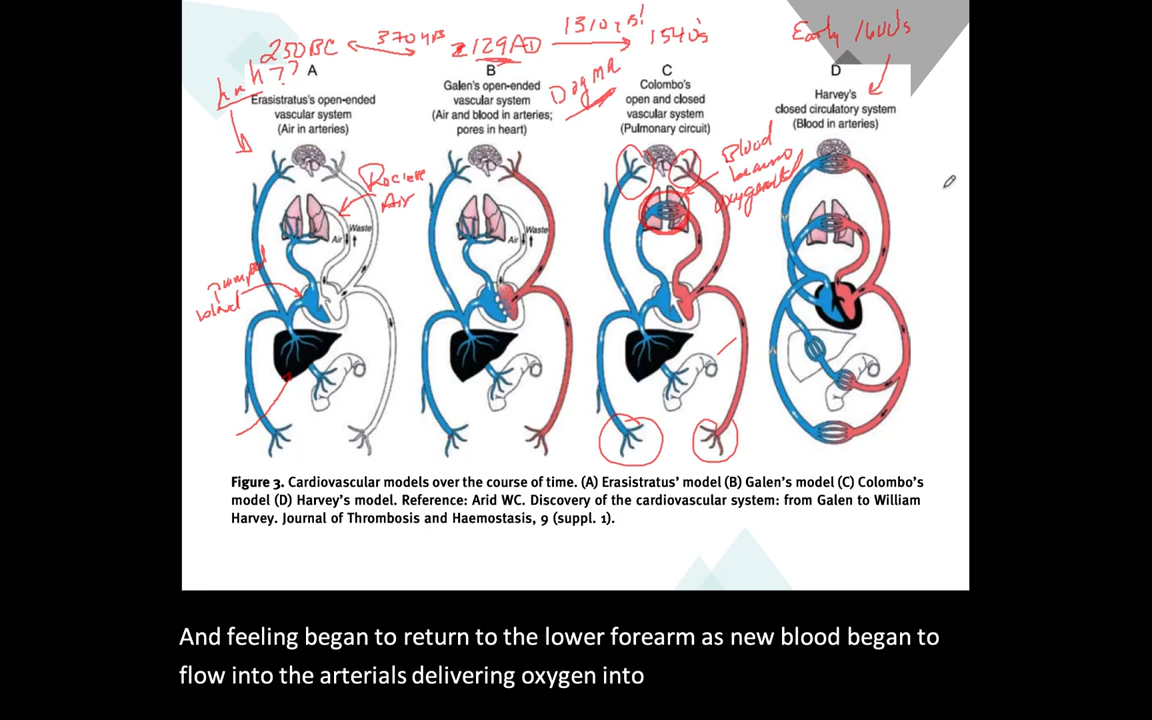 250BC 370yrs 129AD 1310yrs! 1540's Early 1600's
huh??
A
Erasistratus's open-ended
vascular system
(Air in arteries)
B
Galen's open-ended
vascular system
(Air and blood in arteries;
pores in heart)
DogMA
C
Colombo's
open and closed
vascular system
(Pulmonary circuit)
D
Harvey's
closed circulatory system
(Blood in arteries)
Blood
became
oxygenated
Air
Waste
Air
Waste
Air
pumped
blood
Figure 3. Cardiovascular models over the course of time. (A) Erasistratus' model (B) Galen's model (C) Colombo's
model (D) Harvey's model. Reference: Arid WC. Discovery of the cardiovascular system: from Galen to William
Harvey. Journal of Thrombosis and Haemostasis, 9 (suppl. 1).
And feeling began to return to the lower forearm as new blood began to
flow into the arterials delivering oxygen into